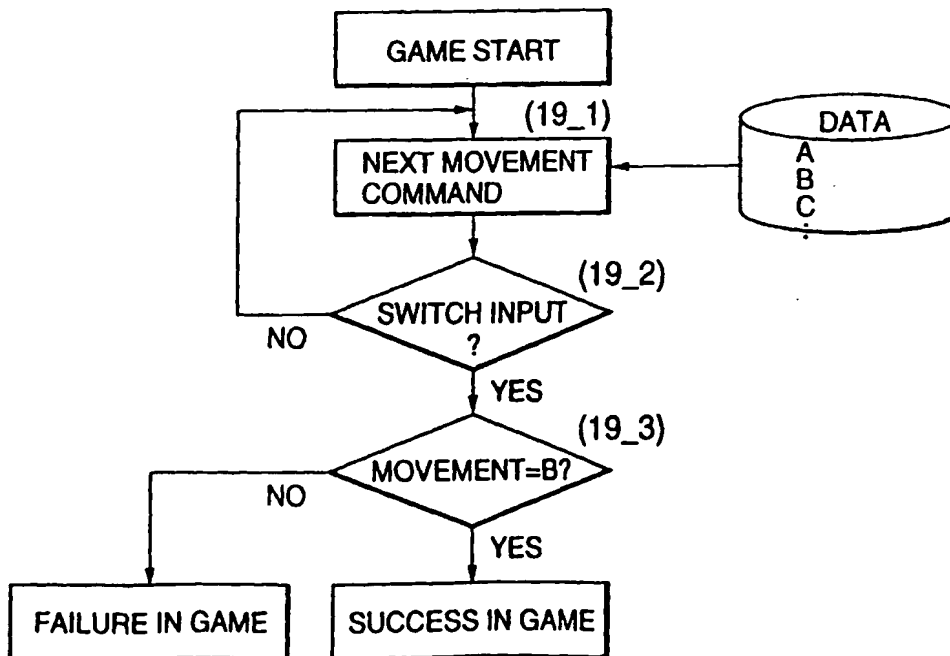 GAME START
(19_1)
NEXT MOVEMENT
COMMAND
DATA
A
B
C
:
(19_2)
SWITCH INPUT
?
NO
YES
(19_3)
MOVEMENT=B?
NO
YES
FAILURE IN GAME
SUCCESS IN GAME